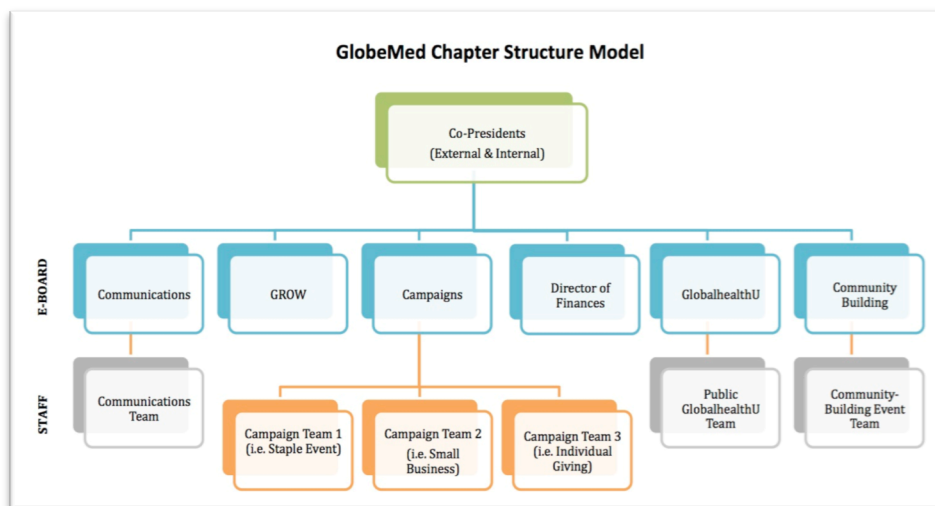 GlobeMed Chapter Structure Model
Co-Presidents
(External & Internal)
E-BOARD
Communications
GROW
Campaigns
Director of
Finances
GlobalhealthU
Community
Building
STAFF
Communications
Team
Campaign Team 1
(i.e. Staple Event)
Campaign Team 2
(i.e. Small
Business)
Campaign Team 3
(i.e. Individual
Giving)
Public
GlobalhealthU
Team
Community-
Building Event
Team